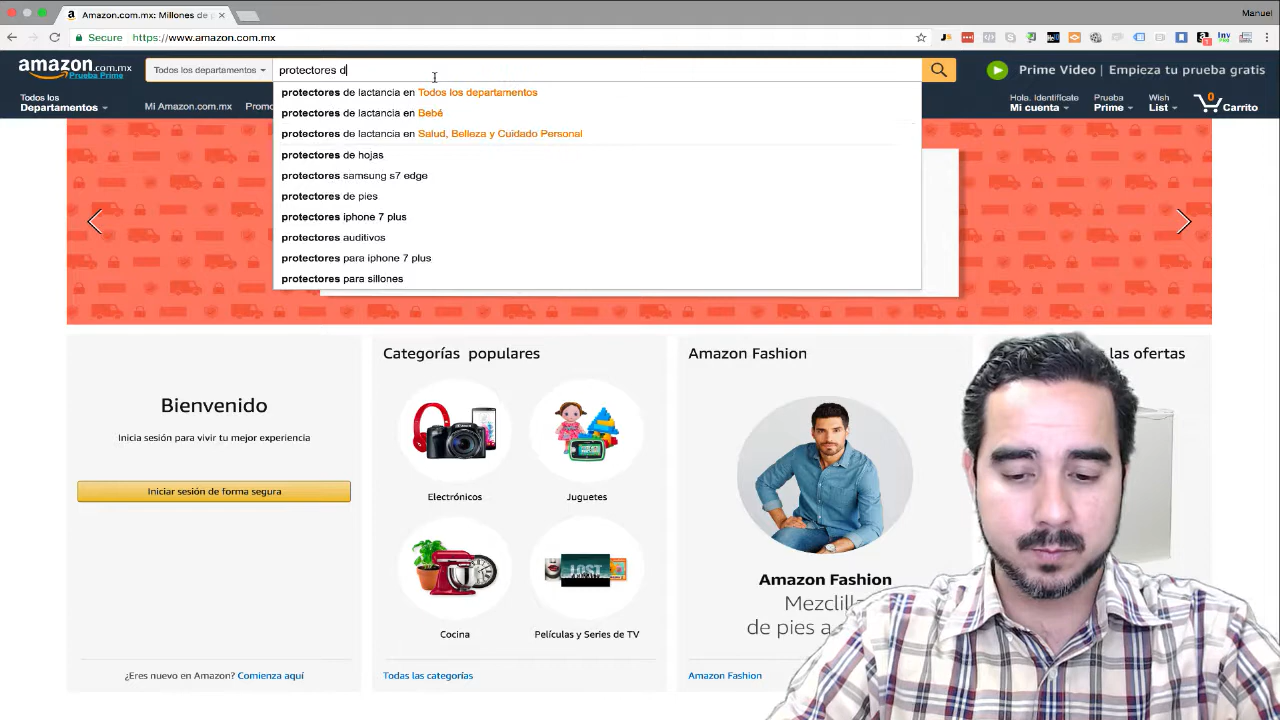 Amazon.com.mx: Millones de p
Manuel
Secure https://www.amazon.com.mx
amazon.com.mx
Prueba Prime
Todos los departamentos
protectores d
Prime Video | Empieza tu prueba gratis
Todos los
Departamentos
Mi Amazon.com.mx
Promo
Hola. Identifícate
Mi cuenta
Prueba
Prime
Wish
List
0
Carrito
protectores de lactancia en Todos los departamentos
protectores de lactancia en Bebé
protectores de lactancia en Salud, Belleza y Cuidado Personal
protectores de hojas
protectores samsung s7 edge
protectores de pies
protectores iphone 7 plus
protectores auditivos
protectores para iphone 7 plus
protectores para sillones
Bienvenido
Inicia sesión para vivir tu mejor experiencia
Iniciar sesión de forma segura
¿Eres nuevo en Amazon? Comienza aquí
Categorías populares
Electrónicos
Juguetes
LOST
Cocina
Películas y Series de TV
Todas las categorías
Amazon Fashion
Amazon Fashion
Mezclilla
de pies a
Amazon Fashion
las ofertas